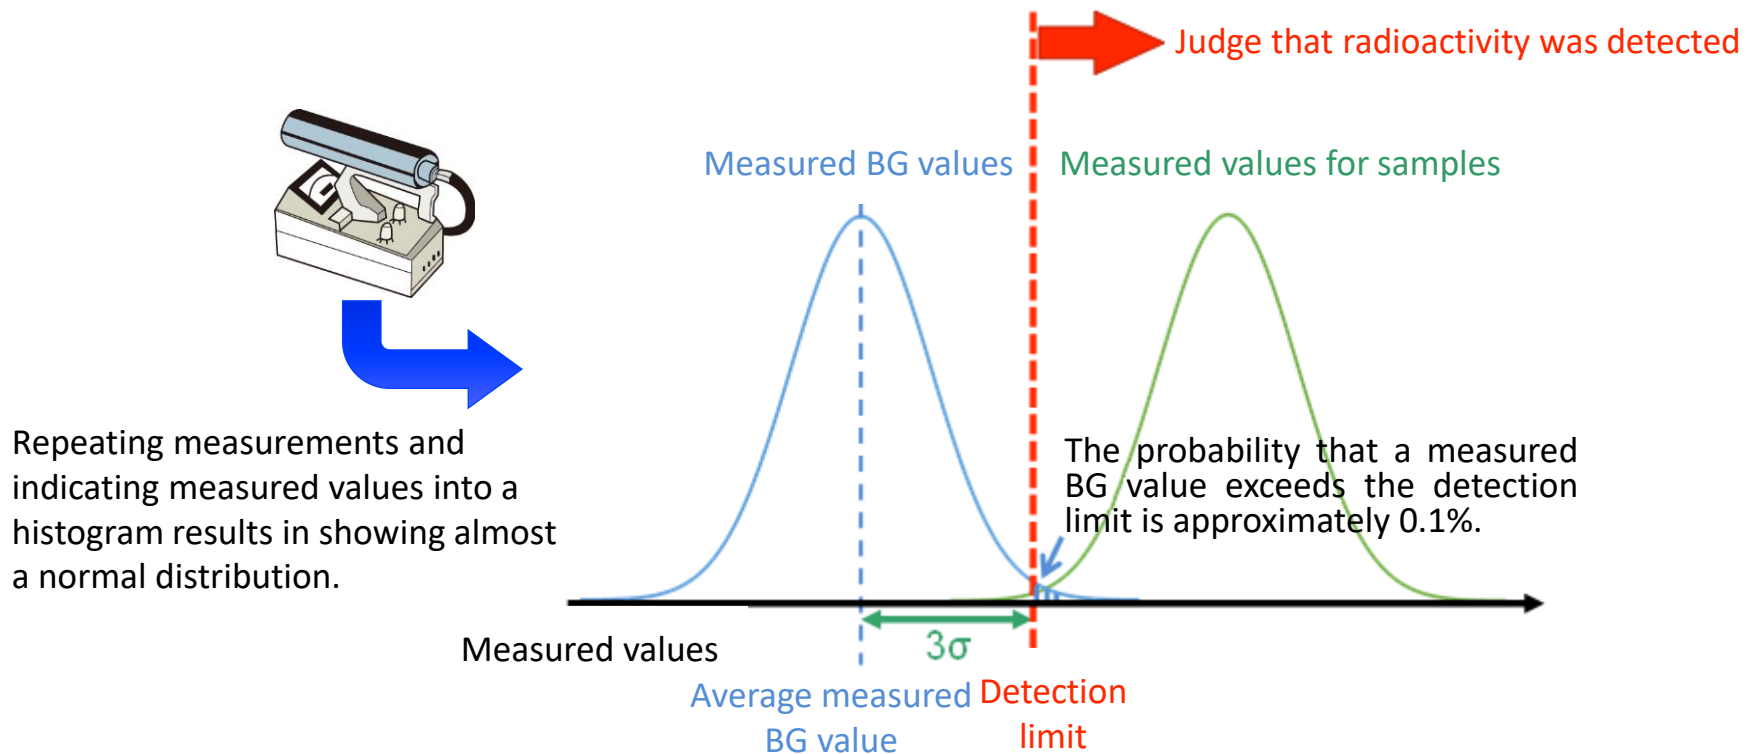 Judge that radioactivity was detected
Measured BG values
Measured values for samples
Repeating measurements and
indicating measured values into a
histogram results in showing almost
a normal distribution.
The probability that a measured
BG value exceeds the detection
limit is approximately 0.1%.
3σ
Measured values
Average measured
BG value
Detection
limit